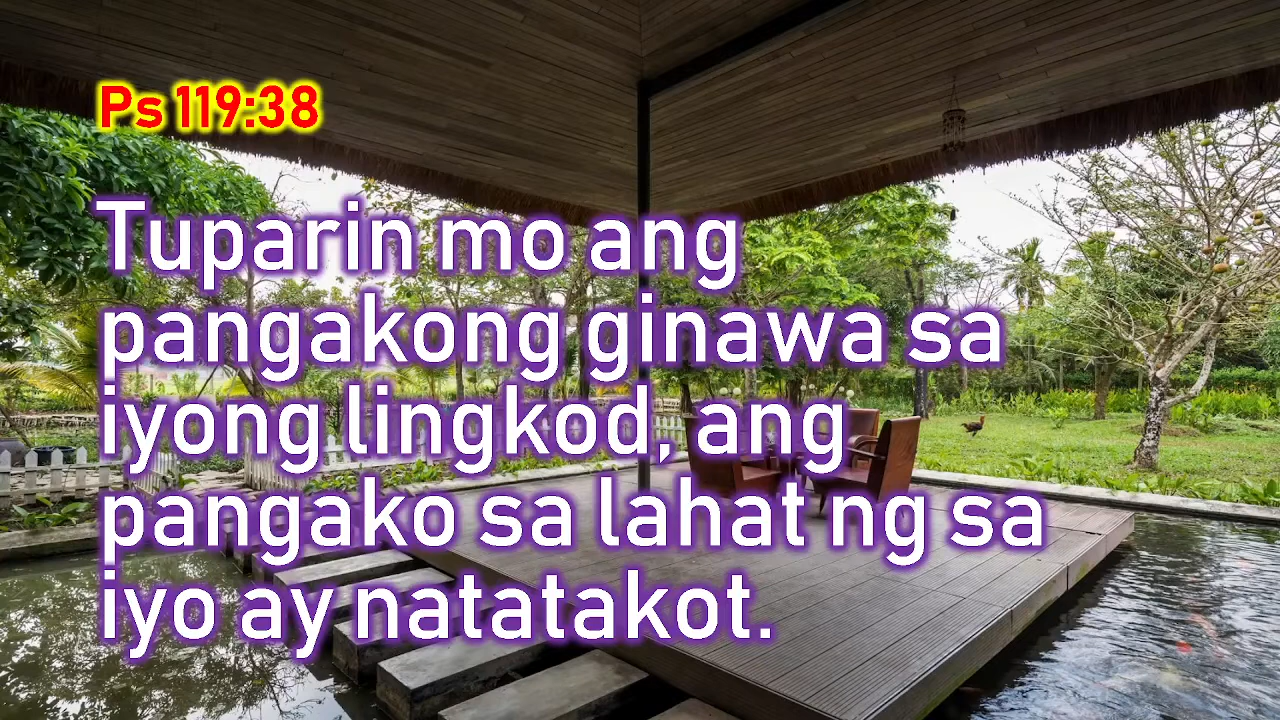 Ps 119:38
Tuparin mo ang
pangakong ginawa sa
iyong lingkod, ang
pangako sa lahat ng sa
iyo ay natatakot.